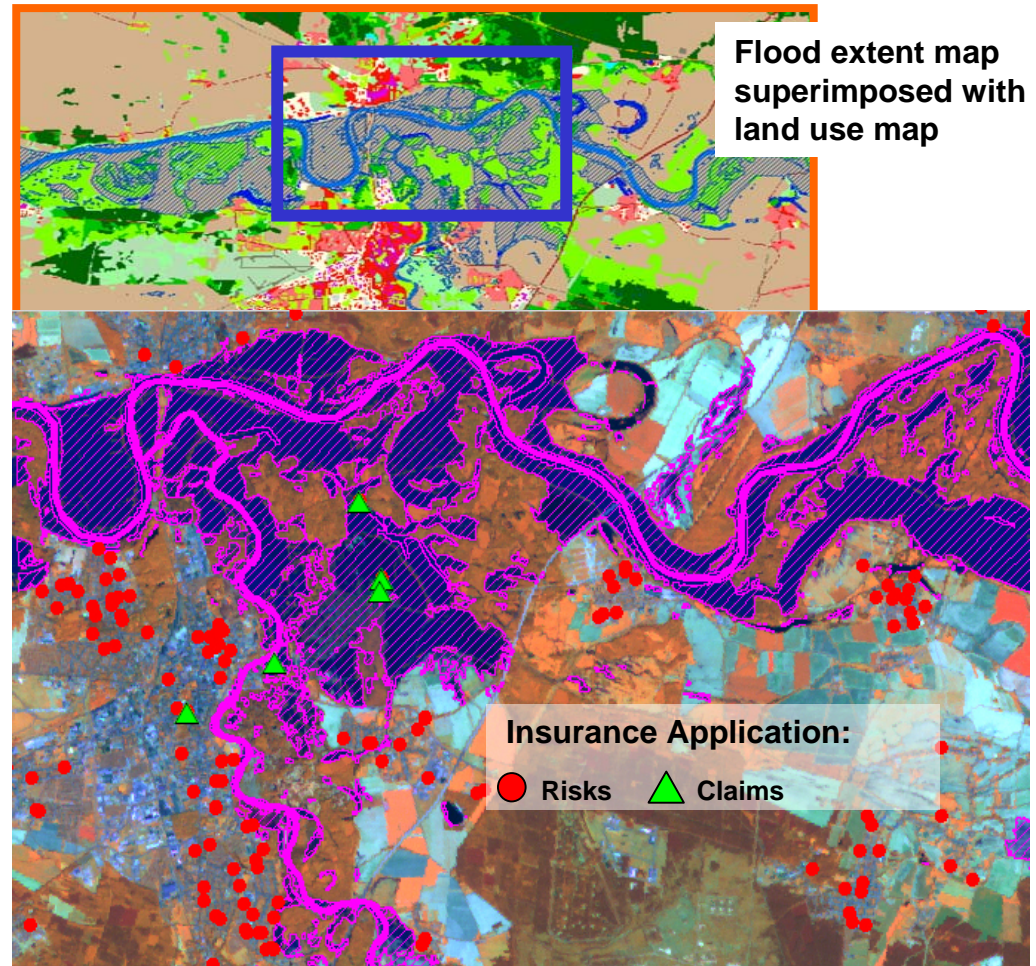 Flood extent map
superimposed with
land use map
Insurance Application:
Risks Claims